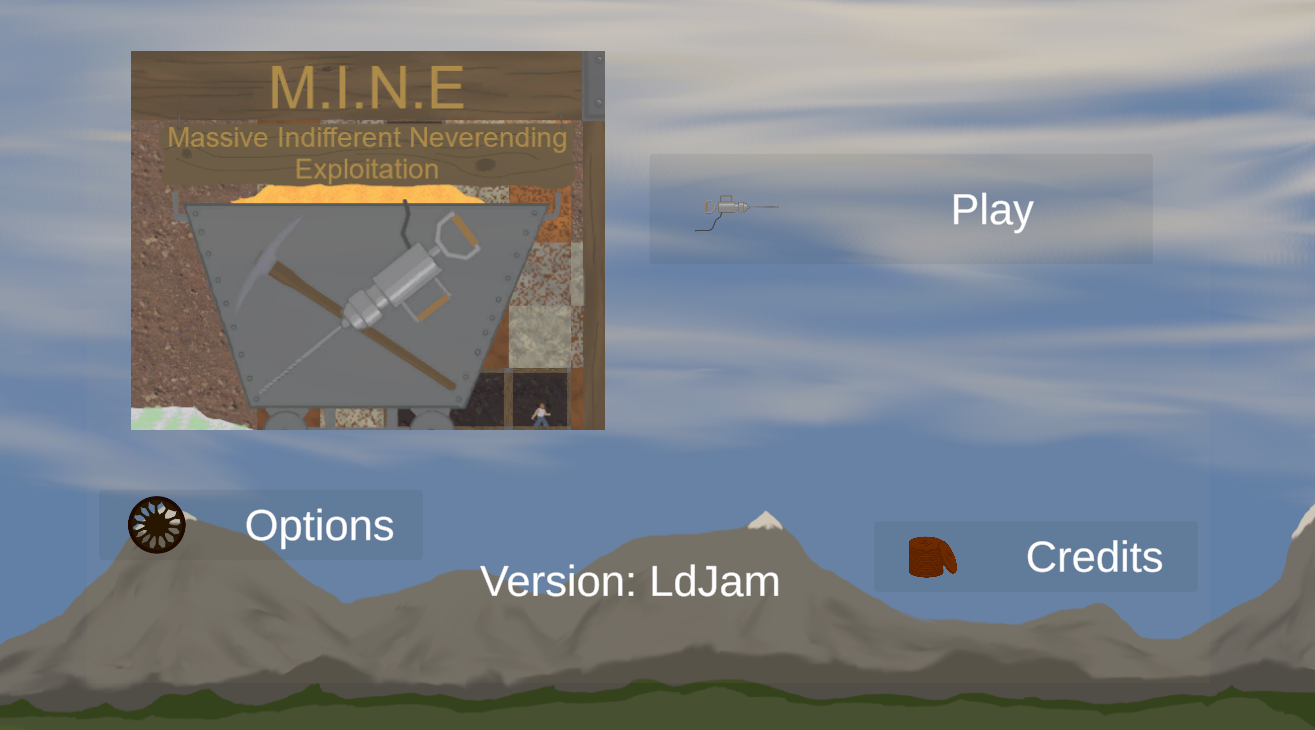 M.I.N.E
Massive Indifferent Neverending
Exploitation
Play
Options
Version: LdJam
Credits